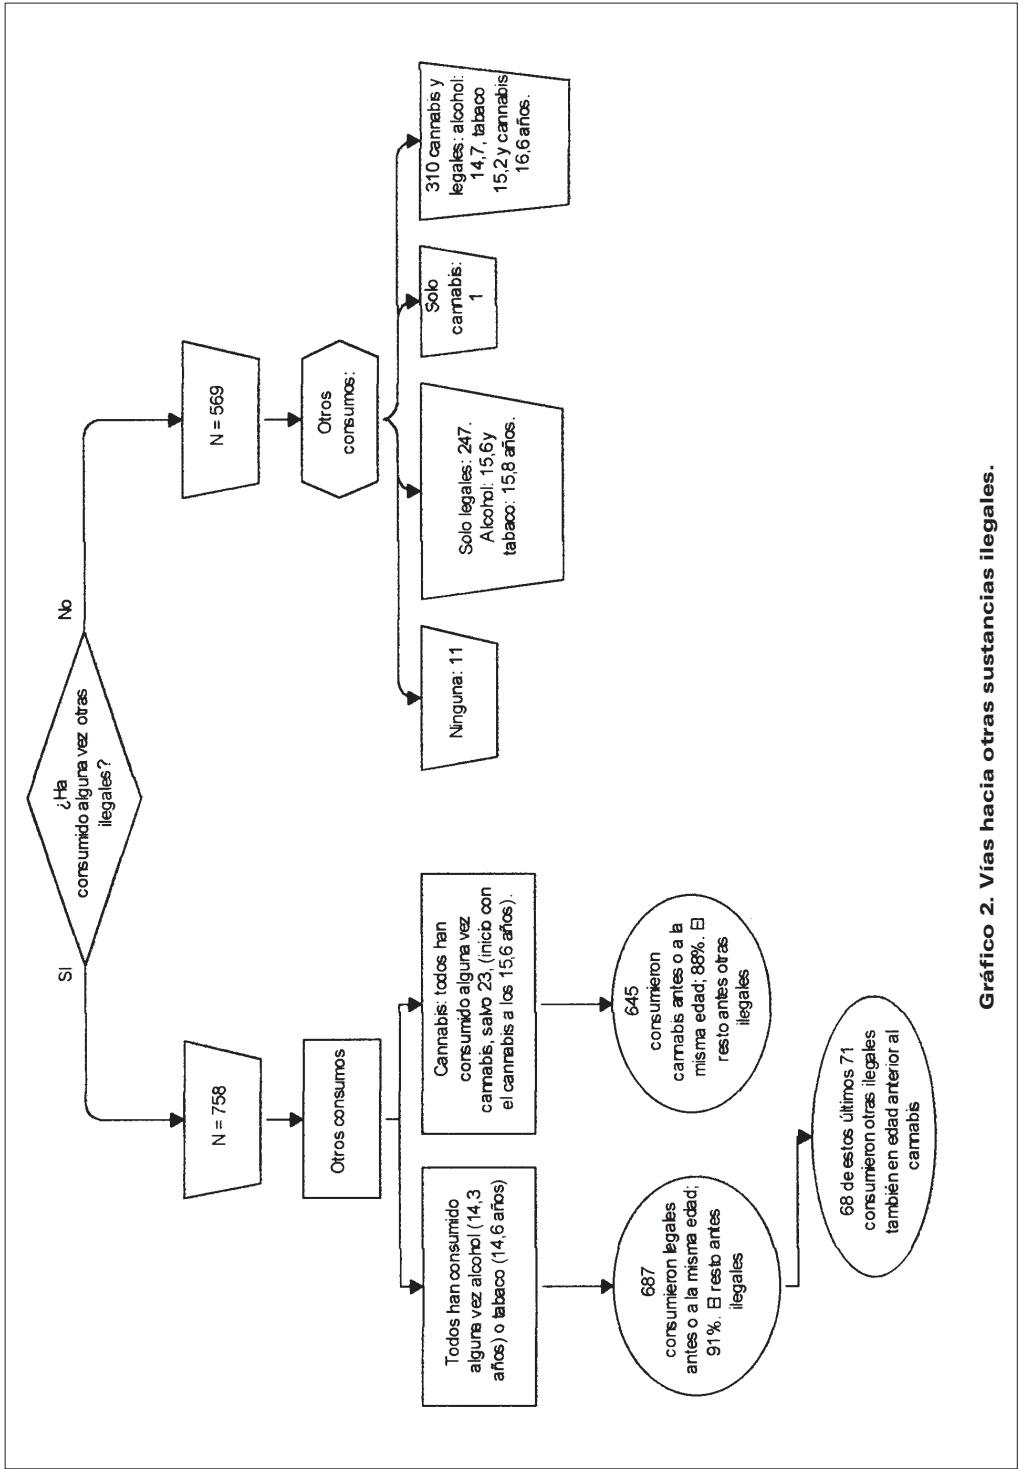 ¿Ha
consumido alguna vez otras
ilegales?
SI
No
N = 758
N = 569
Otros consumos
Otros
consumos:
Todos han consumido
alguna vez alcohol (14,3
años) o tabaco (14,6 años)
Cannabis: todos han
consumido alguna vez
cannabis, salvo 23, (inicio con
el cannabis a los 15,6 años).
Ninguna: 11
Solo legales: 247.
Alcohol: 15,6 y
tabaco: 15,8 años.
Solo
cannabis:
1
310 cannabis y
legales: alcohol:
14,7, tabaco
15,2 y cannabis
16,6 años.
687
consumieron legales
antes o a la misma edad;
91%. El resto antes
ilegales
645
consumieron
cannabis antes o a la
misma edad; 88%. El
resto antes otras
ilegales
68 de estos últimos 71
consumieron otras ilegales
también en edad anterior al
cannabis
Gráfico 2. Vías hacia otras sustancias ilegales.